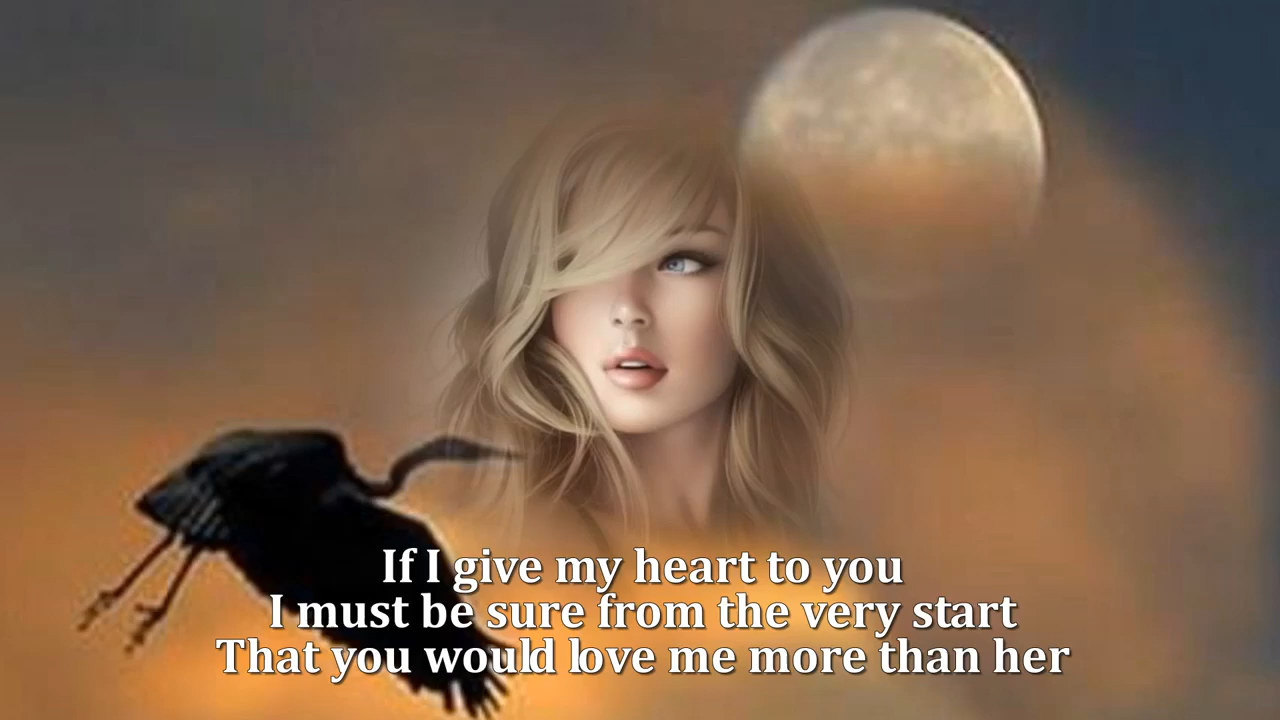 If I give my heart to you
I must be sure from the very start
That you would love me more than her